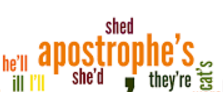 shed
he'll apostrophe's
ill I'll she'd , they're cat's